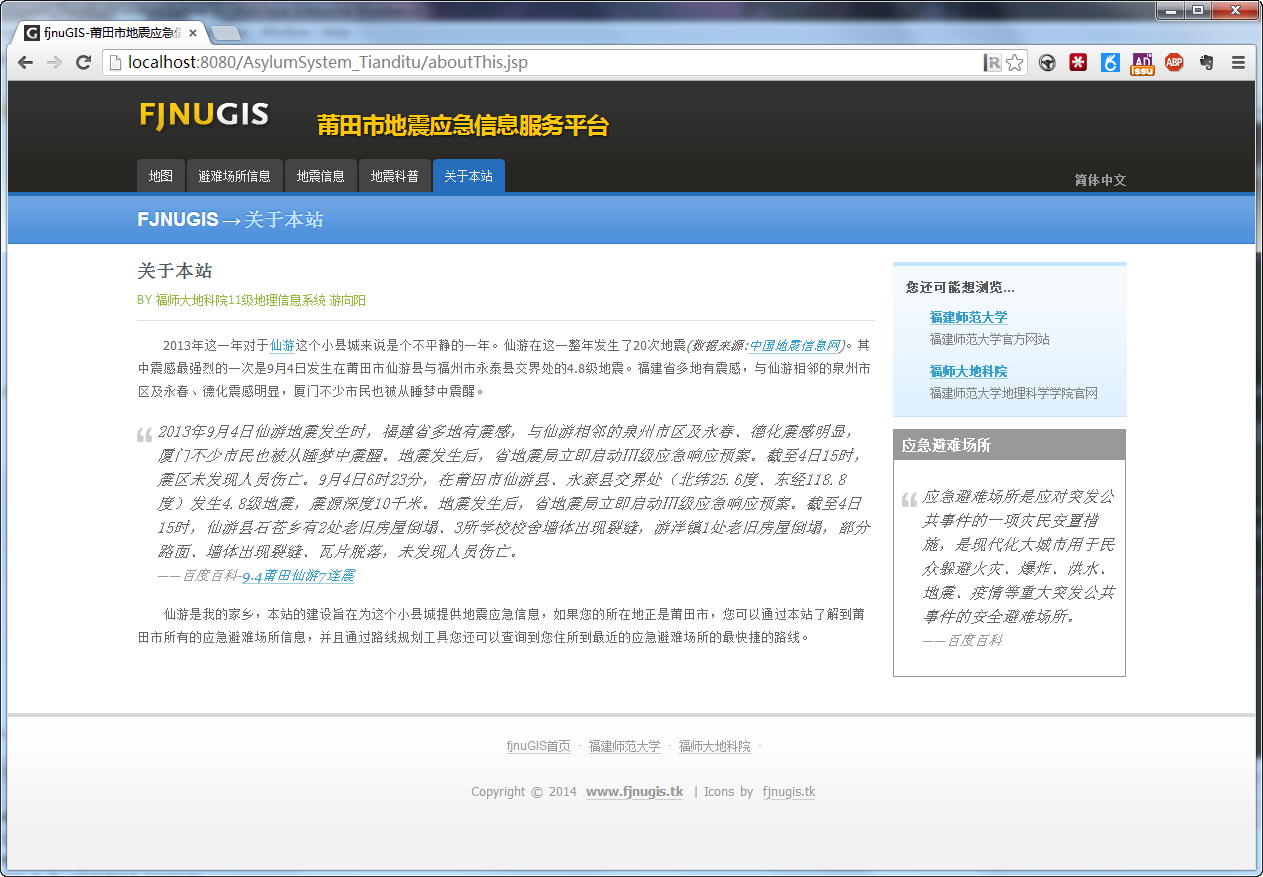 fjnuGIS-莆田市地震应急信
localhost:8080/AsylumSystem_Tianditu/aboutThis.jsp
FJNUGIS
莆田市地震应急信息服务平台
地图 避难场所信息 地震信息 地震科普 关于本站
简体中文
FJNUGIS→关于本站
关于本站
BY 福师大地科院11级地理信息系统 游向阳
2013年这一年对于仙游这个小县城来说是个不平静的一年。仙游在这一整年发生了20次地震(数据来源:中国地震信息网)。其
中震感最强烈的一次是9月4日发生在莆田市仙游县与福州市永泰县交界处的4.8级地震。福建省多地有震感，与仙游相邻的泉州市
区及永春、德化震感明显，厦门不少市民也被从睡梦中震醒。
“2013年9月4日仙游地震发生时，福建省多地有震感，与仙游相邻的泉州市区及永春、德化震感明显，
厦门不少市民也被从睡梦中震醒。地震发生后，省地震局立即启动III级应急响应预案。截至4日15时，
震区未发现人员伤亡。9月4日6时23分，在莆田市仙游县、永泰县交界处（北纬25.6度、东经118.8
度）发生4.8级地震，震源深度10千米。地震发生后，省地震局立即启动III级应急响应预案。截至4日
15时，仙游县石苍乡有2处老旧房屋倒塌、3所学校校舍墙体出现裂缝，游洋镇1处老旧房屋倒塌，部分
路面、墙体出现裂缝、瓦片脱落，未发现人员伤亡。
——百度百科-9.4莆田仙游7连震
仙游是我的家乡，本站的建设旨在为这个小县城提供地震应急信息，如果您的所在地正是莆田市，您可以通过本站了解到莆
田市所有的应急避难场所信息，并且通过路线规划工具您还可以查询到您住所到最近的应急避难场所的最快捷的路线。
您还可能想浏览...
福建师范大学
福建师范大学官方网站
福师大地科院
福建师范大学地理科学学院官网
应急避难场所
“应急避难场所是应对突发公
共事件的一项灾民安置措
施，是现代化大城市用于民
众躲避火灾、爆炸、洪水、
地震、疫情等重大突发公共
事件的安全避难场所。
——百度百科
fjnuGIS首页 · 福建师范大学 · 福师大地科院 ·
Copyright © 2014 www.fjnugis.tk | Icons by fjnugis.tk